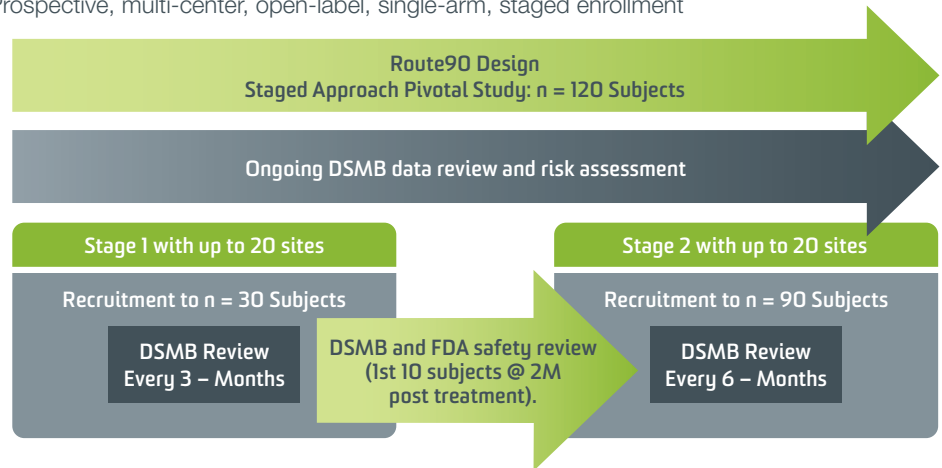 Prospective, multi-center, open-label, single-arm, staged enrollment
Route90 Design
Staged Approach Pivotal Study: n = 120 Subjects
Ongoing DSMB data review and risk assessment
Stage 1 with up to 20 sites
Recruitment to n = 30 Subjects
DSMB Review
Every 3 – Months
DSMB and FDA safety review
(1st 10 subjects @ 2M
post treatment).
Stage 2 with up to 20 sites
Recruitment to n = 90 Subjects
DSMB Review
Every 6 – Months